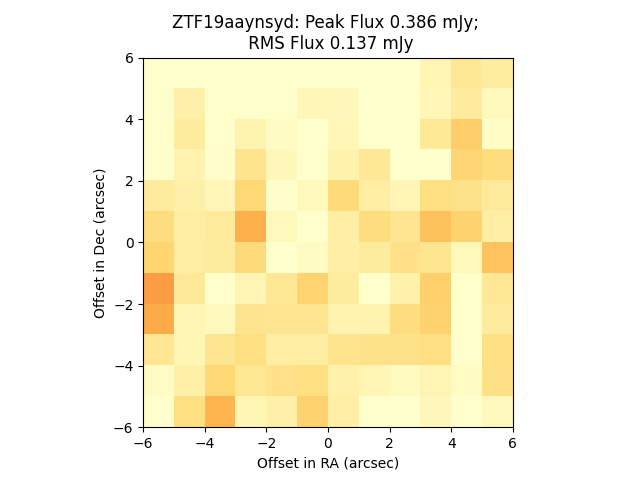 ZTF19aaynsyd: Peak Flux 0.386 mJy;
RMS Flux 0.137 mJy
6
4
2
0
−2
−4
−6
Offset in Dec (arcsec)
−6 −4 −2 0 2 4 6
Offset in RA (arcsec)